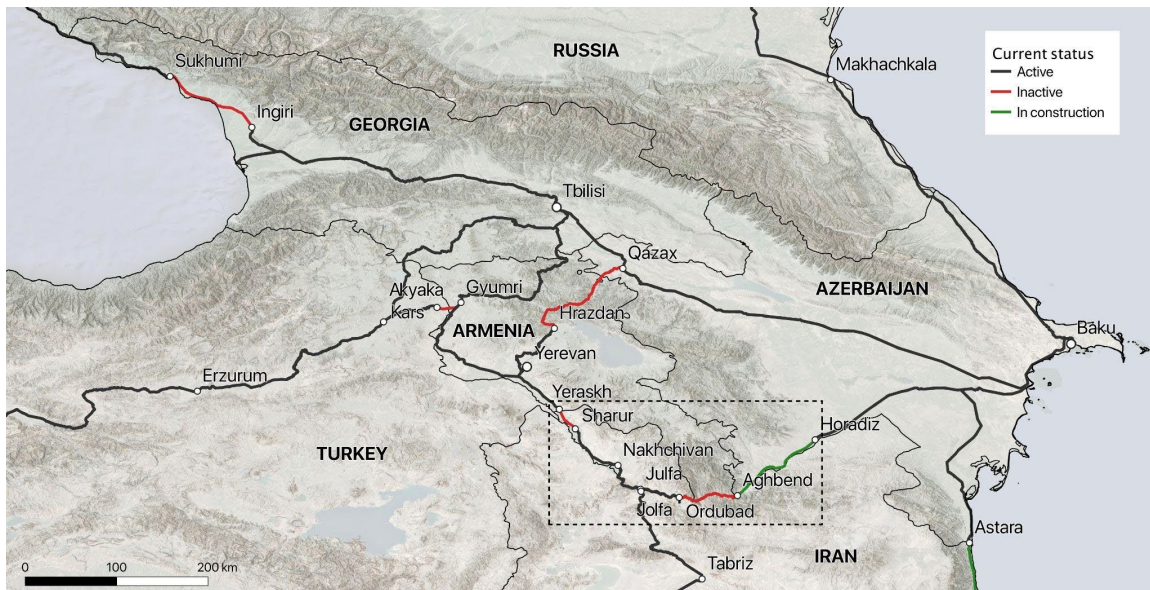 RUSSIA
Current status
Active
Inactive
In construction
Makhachkala
Sukhumi
Ingiri
GEORGIA
Tbilisi
Qazax
AZERBAIJAN
Akyaka
Gyumri
Kars
ARMENIA
Hrazdan
Baku
Yerevan
Erzurum
Yeraskh
Sharur
Horadiz
TURKEY
Nakhchivan
Julfa
Aghbend
Jolfa
Ordubad
Astara
IRAN
Tabriz
0 100 200 km